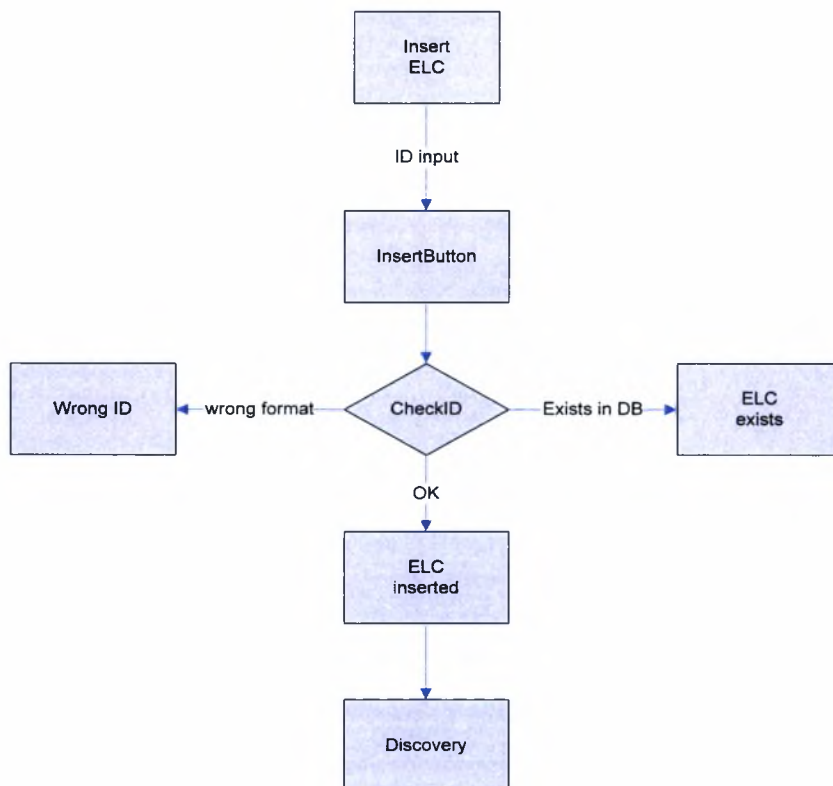 Insert
ELC
ID input
InsertButton
Wrong ID
wrong format
CheckID
Exists in DB
ELC
exists
OK
ELC
inserted
Discovery